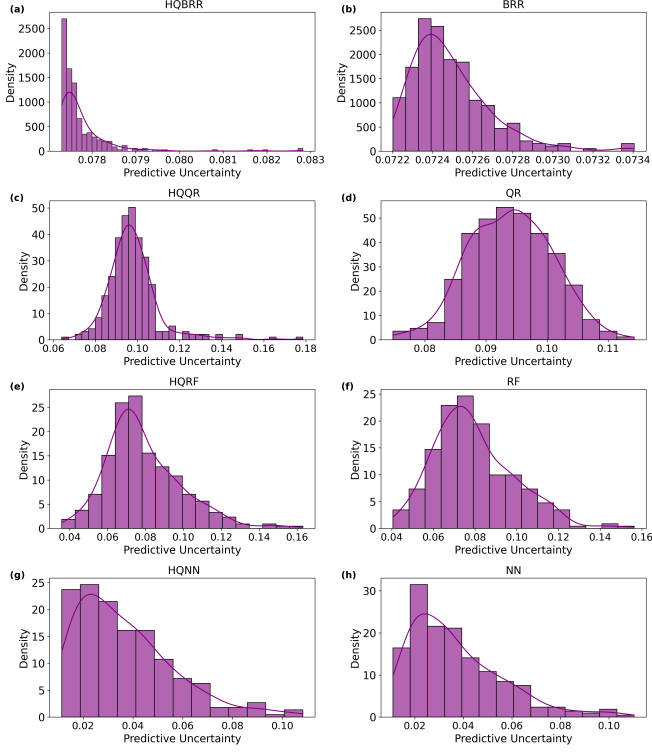 (a) HQBRR
Density
2500
2000
1500
1000
500
0
0.078 0.079 0.080 0.081 0.082 0.083
Predictive Uncertainty
(b) BRR
Density
2500
2000
1500
1000
500
0
0.0722 0.0724 0.0726 0.0728 0.0730 0.0732 0.0734
Predictive Uncertainty
(c) HQQR
Density
50
40
30
20
10
0
0.06 0.08 0.10 0.12 0.14 0.16 0.18
Predictive Uncertainty
(d) QR
Density
50
40
30
20
10
0
0.08 0.09 0.10 0.11
Predictive Uncertainty
(e) HQRF
Density
25
20
15
10
5
0
0.04 0.06 0.08 0.10 0.12 0.14 0.16
Predictive Uncertainty
(f) RF
Density
25
20
15
10
5
0
0.04 0.06 0.08 0.10 0.12 0.14 0.16
Predictive Uncertainty
(g) HQNN
Density
25
20
15
10
5
0
0.02 0.04 0.06 0.08 0.10
Predictive Uncertainty
(h) NN
Density
30
20
10
0
0.02 0.04 0.06 0.08 0.10
Predictive Uncertainty